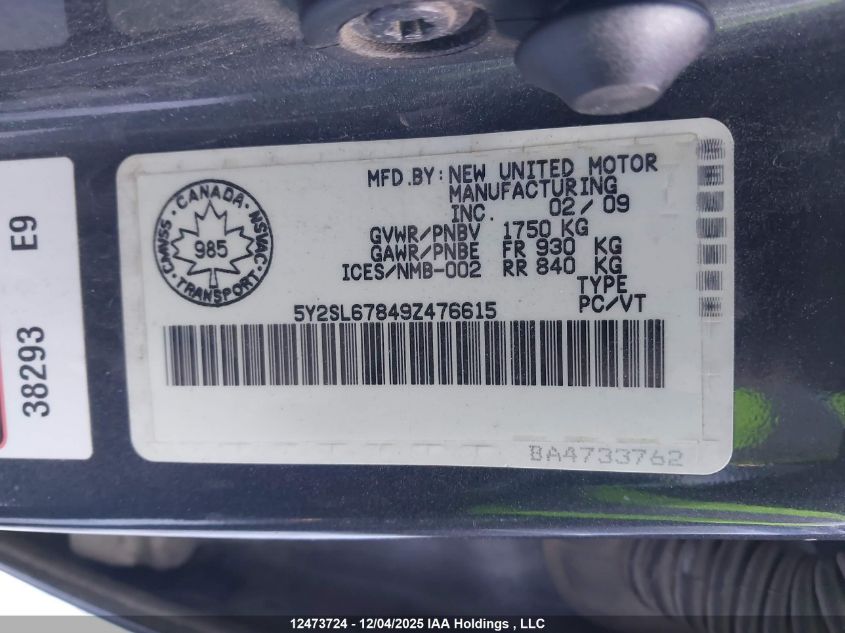 MFD.BY: NEW UNITED MOTOR
MANUFACTURING
INC. 02/09
GVWR/PNBV 1750 KG
GAWR/PNBE FR 930 KG
ICES/NMB-002 RR 840 KG
TYPE
PC/VT
CANADA
CMVSS · NSVAC
985
TRANSPORT
5Y2SL67849Z476615
BA4733762
E9
38293
12473724 - 12/04/2025 IAA Holdings , LLC